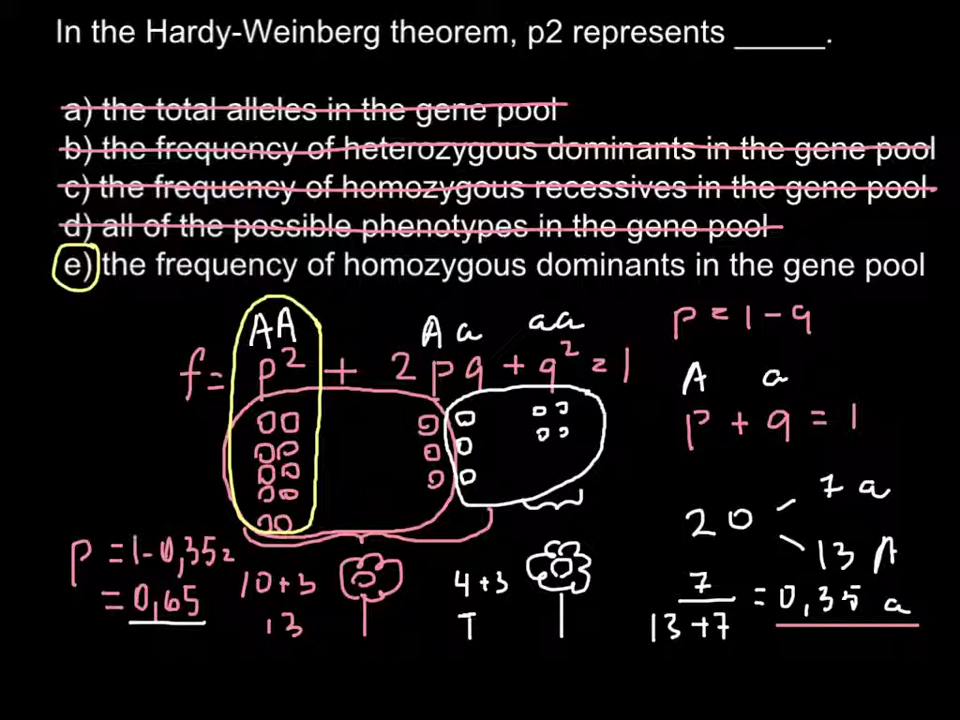 In the Hardy-Weinberg theorem, p2 represents _____.
a) the total alleles in the gene pool
b) the frequency of heterozygous dominants in the gene pool
c) the frequency of homozygous recessives in the gene pool
d) all of the possible phenotypes in the gene pool
e) the frequency of homozygous dominants in the gene pool
AA Aa aa
f= p² + 2pq + q² = 1
p = 1 - q
A a
p + q = 1
20
7 a
13 A
p = 1-0,35=
= 0,65
10+3
13
4+3
7
7
13+7
= 0,35 a